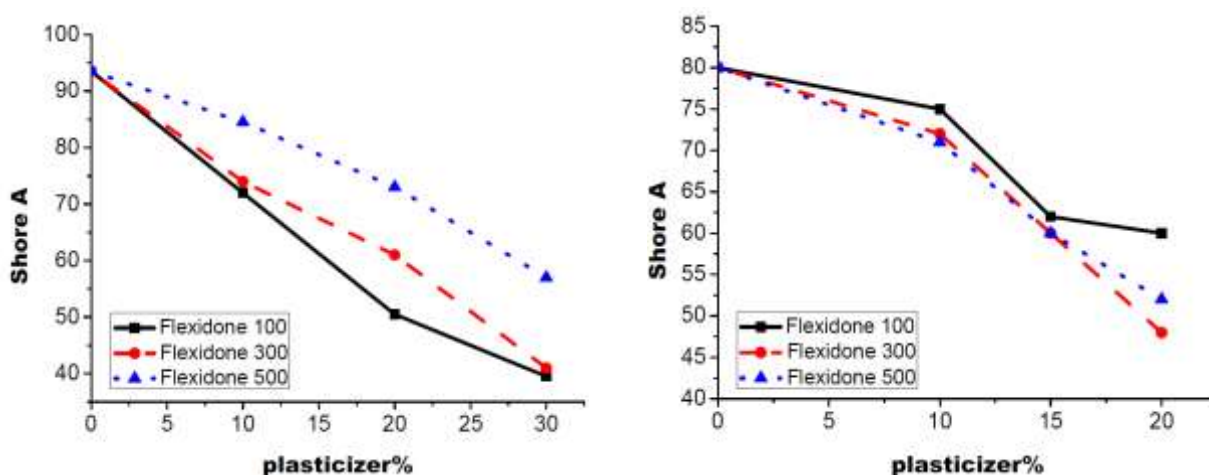 100
90
80
70
60
50
40
Shore A
Flexidone 100
Flexidone 300
Flexidone 500
0 5 10 15 20 25 30
plasticizer%
85
80
75
70
65
60
55
50
45
40
Shore A
Flexidone 100
Flexidone 300
Flexidone 500
0 5 10 15 20
plasticizer%